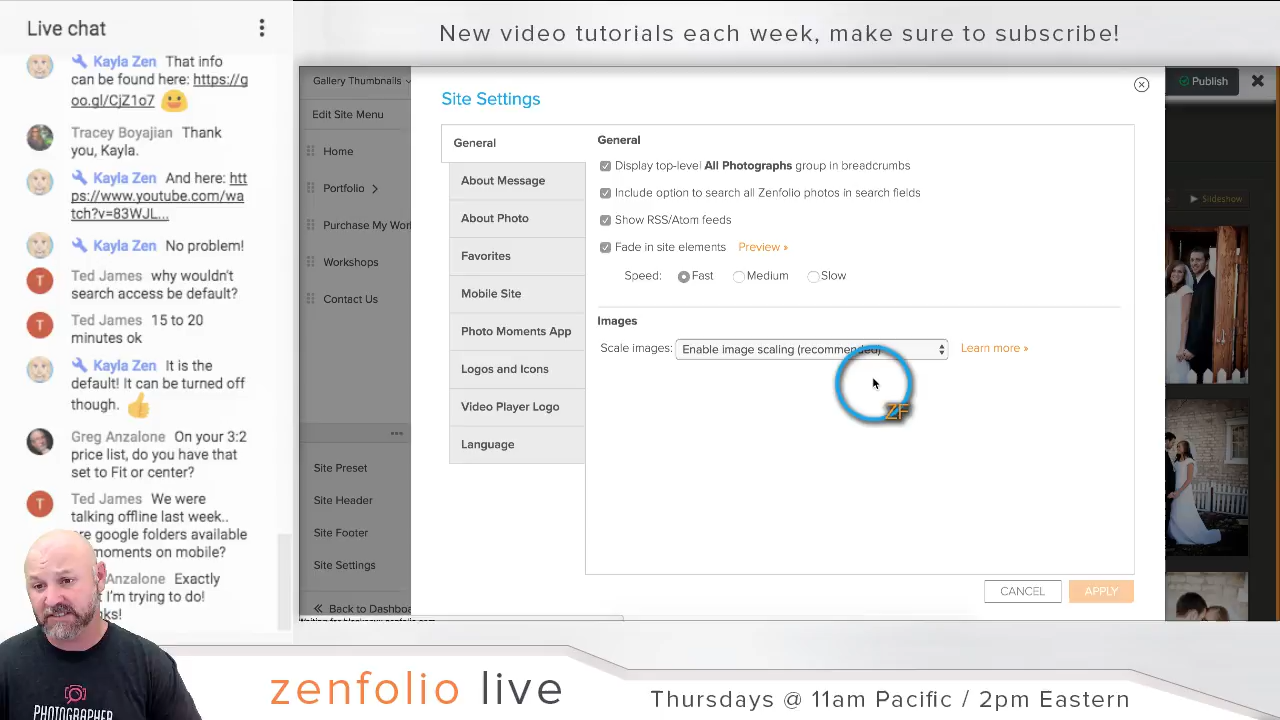 Live chat
New video tutorials each week, make sure to subscribe!
Kayla Zen That info
can be found here: https://g
oo.gl/CjZ1o7
Tracey Boyajian Thank
you, Kayla.
Kayla Zen And here: htt
ps://www.youtube.com/wa
tch?v=83WJL...
Kayla Zen No problem!
T
Ted James why wouldn't
search access be default?
T
Ted James 15 to 20
minutes ok
Kayla Zen It is the
default! It can be turned off
though.
Greg Anzalone On your 3:2
price list, do you have that
set to Fit or center?
T
Ted James We were
talking offline last week..
google folders available
moments on mobile?
Anzalone Exactly
I'm trying to do!
PHOTOGRAPHER
Gallery Thumbnails
Edit Site Menu
Home
Portfolio
Purchase My Wor
Workshops
Contact Us
Site Preset
Site Header
Site Footer
Site Settings
Back to Dashboa
Site Settings
General
About Message
About Photo
Favorites
Mobile Site
Photo Moments App
Logos and Icons
Video Player Logo
Language
General
Display top-level All Photographs group in breadcrumbs
Include option to search all Zenfolio photos in search fields
Show RSS/Atom feeds
Fade in site elements Preview »
Speed: Fast Medium Slow
Images
Scale images: Enable image scaling (recommended) Learn more »
ZF
CANCEL APPLY
Publish
Slideshow
zenfolio live
Thursdays @ 11am Pacific / 2pm Eastern